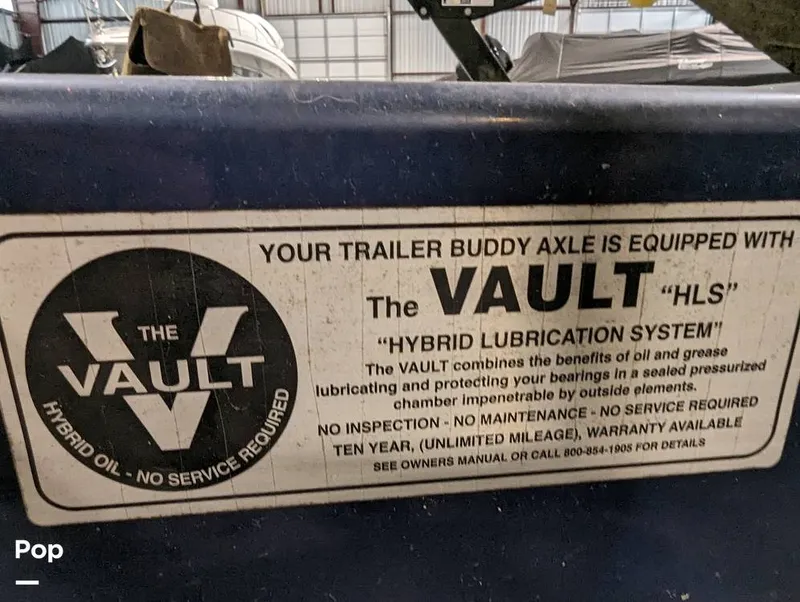 YOUR TRAILER BUDDY AXLE IS EQUIPPED WITH
The VAULT "HLS"
"HYBRID LUBRICATION SYSTEM"
The VAULT combines the benefits of oil and grease
lubricating and protecting your bearings in a sealed pressurized
chamber impenetrable by outside elements.
NO INSPECTION - NO MAINTENANCE - NO SERVICE REQUIRED
TEN YEAR, (UNLIMITED MILEAGE), WARRANTY AVAILABLE
SEE OWNERS MANUAL OR CALL 800-854-1905 FOR DETAILS
V
THE
VAULT
HYBRID OIL - NO SERVICE REQUIRED
Pop